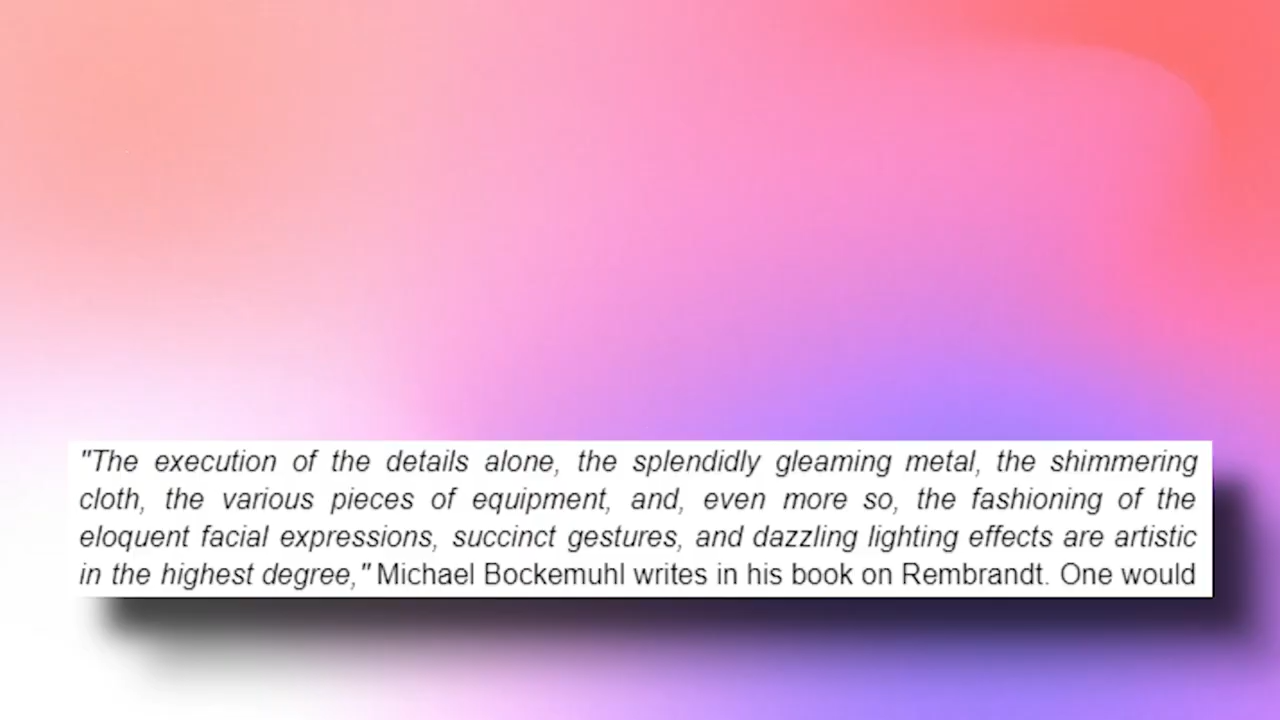 "The execution of the details alone, the splendidly gleaming metal, the shimmering
cloth, the various pieces of equipment, and, even more so, the fashioning of the
eloquent facial expressions, succinct gestures, and dazzling lighting effects are artistic
in the highest degree," Michael Bockemuhl writes in his book on Rembrandt. One would